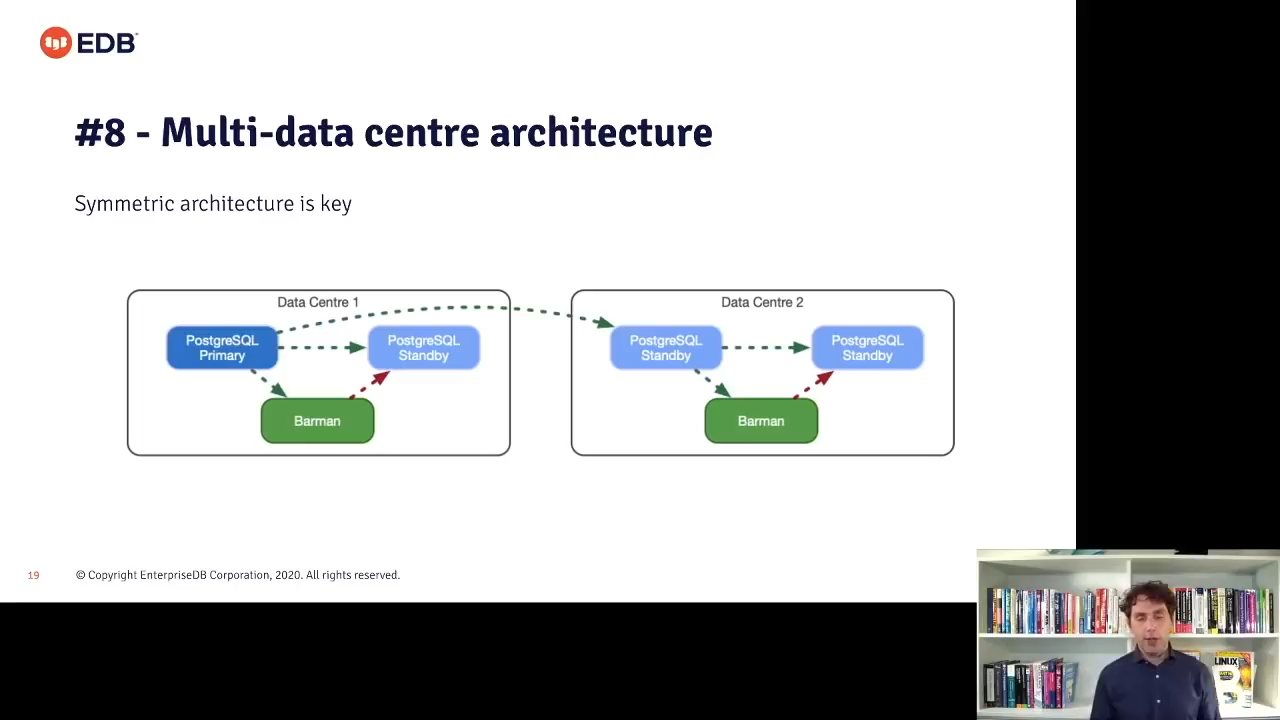 EDB
#8 - Multi-data centre architecture
Symmetric architecture is key
Data Centre 1
PostgreSQL
Primary
PostgreSQL
Standby
Barman
Data Centre 2
PostgreSQL
Standby
PostgreSQL
Standby
Barman
19
© Copyright EnterpriseDB Corporation, 2020. All rights reserved.
LINUX